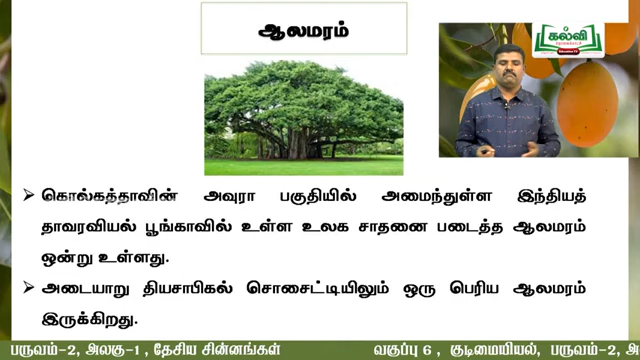 ஆலமரம்
கல்வி
தொலைக்காட்சி
Education TV
➢ கொல்கத்தாவின் அவுரா பகுதியில் அமைந்துள்ள இந்தியத்
தாவரவியல் பூங்காவில் உள்ள உலக சாதனை படைத்த ஆலமரம்
ஒன்று உள்ளது.
➢ அடையாறு தியசாபிகல் சொசைட்டியிலும் ஒரு பெரிய ஆலமரம்
இருக்கிறது.
பருவம்-2, அலகு-1 , தேசிய சின்னங்கள் வகுப்பு 6 , குடிமையியல், பருவம்-2, அ